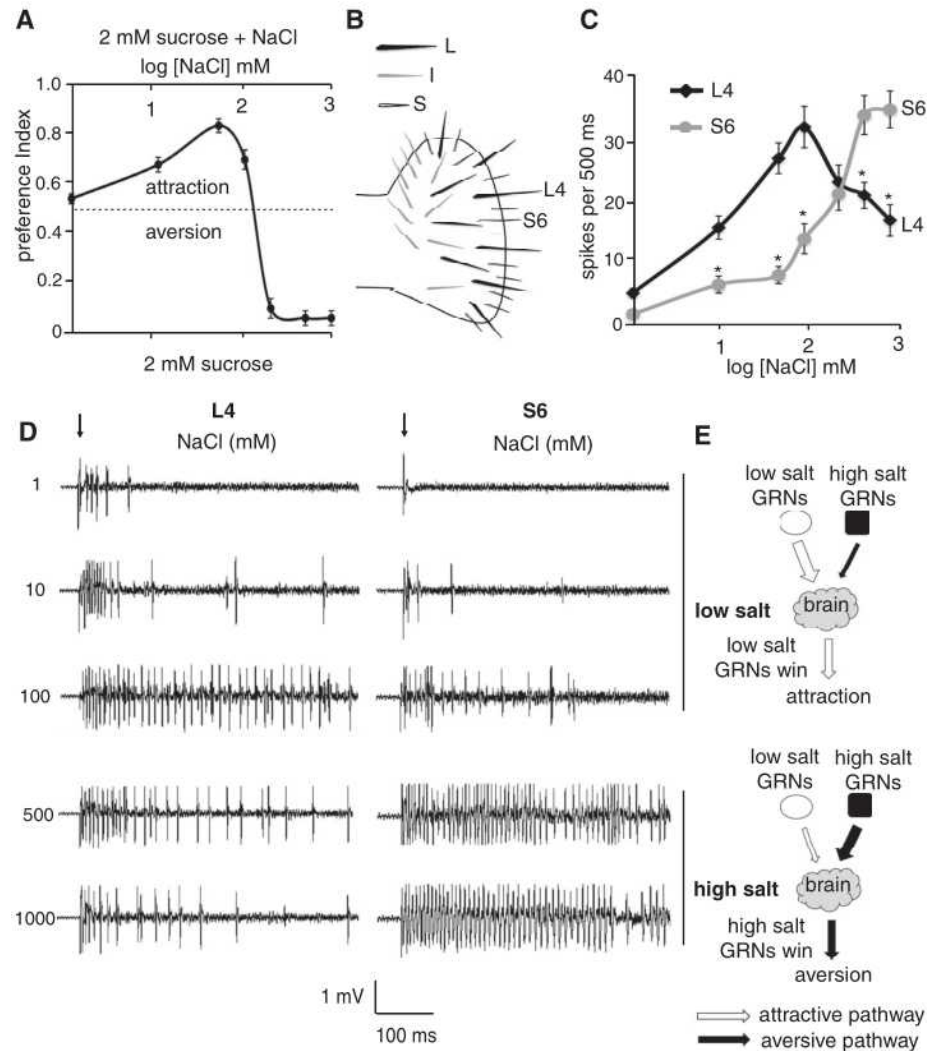 A
2 mM sucrose + NaCl
log [NaCl] mM
1 2 3
1.0
0.8
0.6
0.4
0.2
0
preference Index
attraction
aversion
2 mM sucrose
B
L
I
S
L4
S6
C
40
30
20
10
0
spikes per 500 ms
L4
S6
* * * * *
L4
1 2 3
log [NaCl] mM
D
L4
NaCl (mM)
S6
NaCl (mM)
1
10
100
500
1000
1 mV
100 ms
E
low salt
GRNs
high salt
GRNs
brain
low salt
low salt
GRNs win
attraction
low salt
GRNs
high salt
GRNs
brain
high salt
high salt
GRNs win
aversion
attractive pathway
aversive pathway